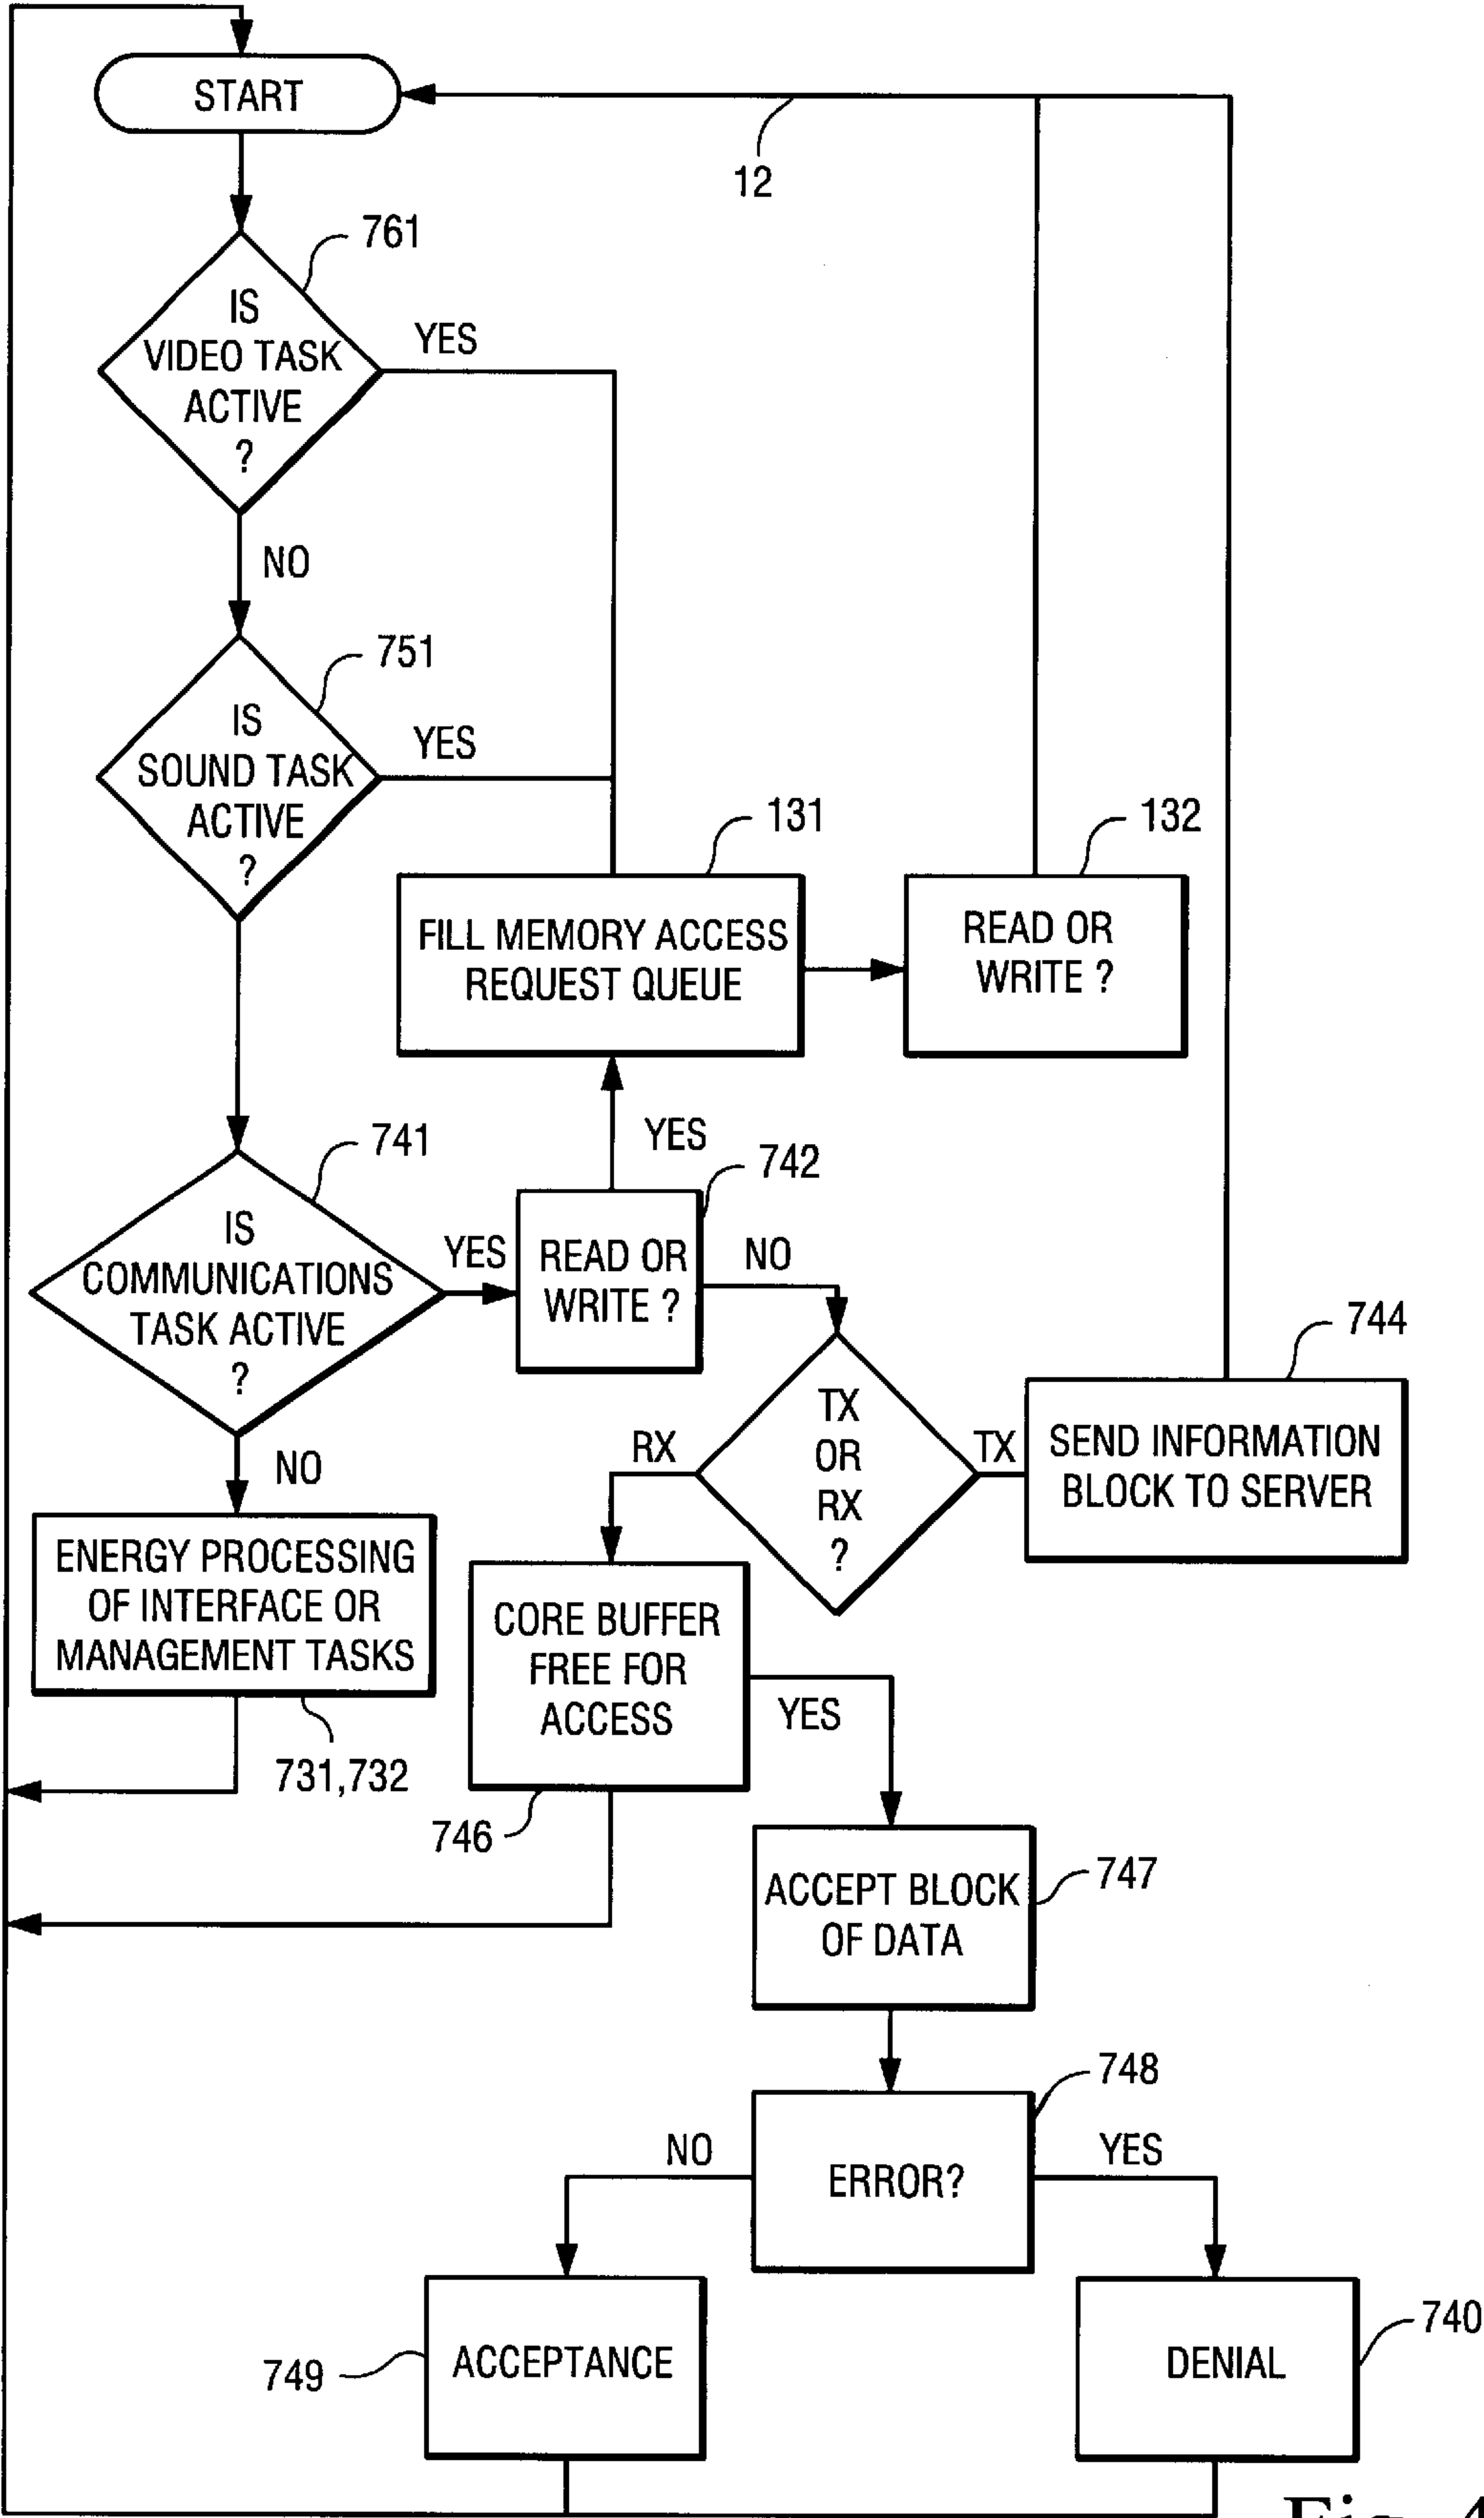 START
12
761
IS
VIDEO TASK
ACTIVE
?
YES
NO
751
IS
SOUND TASK
ACTIVE
?
YES
131
FILL MEMORY ACCESS
REQUEST QUEUE
132
READ OR
WRITE ?
YES
741
IS
COMMUNICATIONS
TASK ACTIVE
?
YES
742
READ OR
WRITE ?
NO
NO
TX
OR
RX
?
RX
TX
744
SEND INFORMATION
BLOCK TO SERVER
ENERGY PROCESSING
OF INTERFACE OR
MANAGEMENT TASKS
731,732
CORE BUFFER
FREE FOR
ACCESS
YES
746
ACCEPT BLOCK
OF DATA
747
748
ERROR?
NO
YES
749
ACCEPTANCE
DENIAL
740